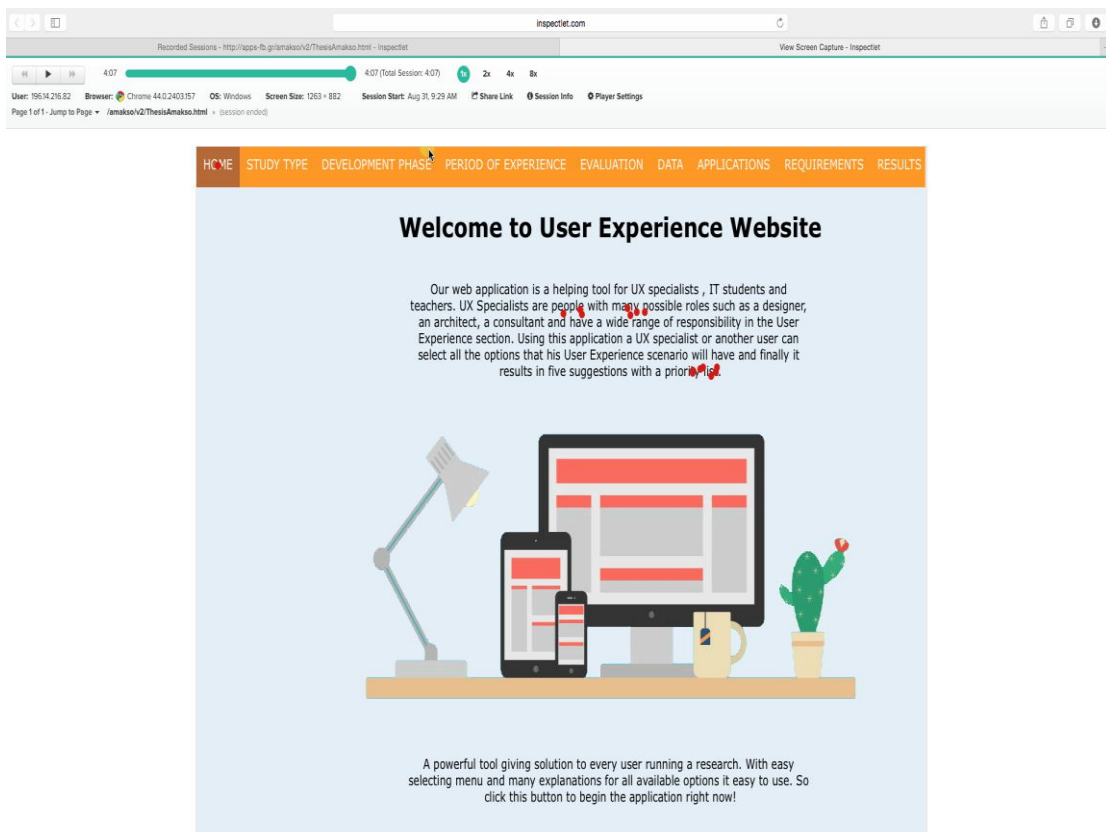 inspectlet.com
Recorded Sessions - http://apps-fb.gr/amakso/v2/ThesisAmakso.html - Inspectlet
View Screen Capture - Inspectlet
4:07
4:07 (Total Session: 4:07) 1x 2x 4x 8x
User: 196.14.216.82 Browser: Chrome 44.0.2403.157 OS: Windows Screen Size: 1263 × 882 Session Start: Aug 31, 9:29 AM Share Link Session Info Player Settings
Page 1 of 1 - Jump to Page /amakso/v2/ThesisAmakso.html (session ended)
HOME STUDY TYPE DEVELOPMENT PHASE PERIOD OF EXPERIENCE EVALUATION DATA APPLICATIONS REQUIREMENTS RESULTS
Welcome to User Experience Website
Our web application is a helping tool for UX specialists , IT students and
teachers. UX Specialists are people with many possible roles such as a designer,
an architect, a consultant and have a wide range of responsibility in the User
Experience section. Using this application a UX specialist or another user can
select all the options that his User Experience scenario will have and finally it
results in five suggestions with a priority list.
A powerful tool giving solution to every user running a research. With easy
selecting menu and many explanations for all available options it easy to use. So
click this button to begin the application right now!